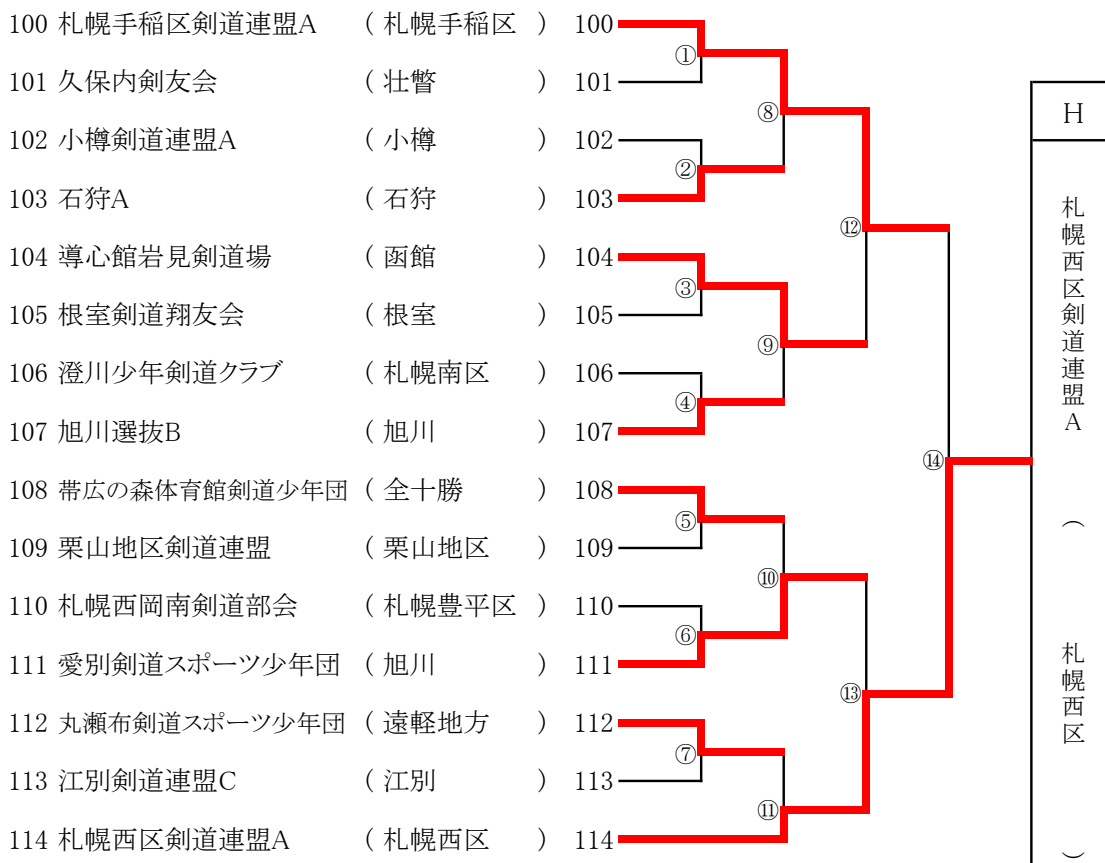 100 札幌手稲区剣道連盟A （ 札幌手稲区 ） 100
101 久保内剣友会 （ 壮瞥 ） 101
102 小樽剣道連盟A （ 小樽 ） 102
103 石狩A （ 石狩 ） 103
104 導心館岩見剣道場 （ 函館 ） 104
105 根室剣道翔友会 （ 根室 ） 105
106 澄川少年剣道クラブ （ 札幌南区 ） 106
107 旭川選抜B （ 旭川 ） 107
108 帯広の森体育館剣道少年団 （ 全十勝 ） 108
109 栗山地区剣道連盟 （ 栗山地区 ） 109
110 札幌西岡南剣道部会 （ 札幌豊平区 ） 110
111 愛別剣道スポーツ少年団 （ 旭川 ） 111
112 丸瀬布剣道スポーツ少年団 （ 遠軽地方 ） 112
113 江別剣道連盟C （ 江別 ） 113
114 札幌西区剣道連盟A （ 札幌西区 ） 114
①
②
③
④
⑤
⑥
⑦
⑧
⑨
⑩
⑪
⑫
⑬
⑭
H
札幌西区剣道連盟A
（ 札幌西区 ）